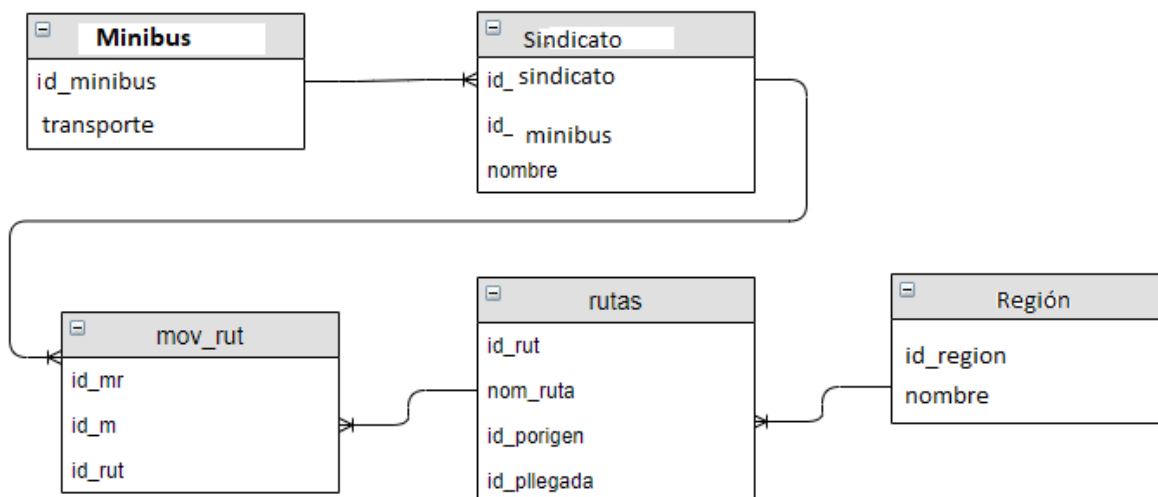 Minibus
id_minibus
transporte
Sindicato
id_ sindicato
id_ minibus
nombre
mov_rut
id_mr
id_m
id_rut
rutas
id_rut
nom_ruta
id_porigen
id_pllegada
Región
id_region
nombre